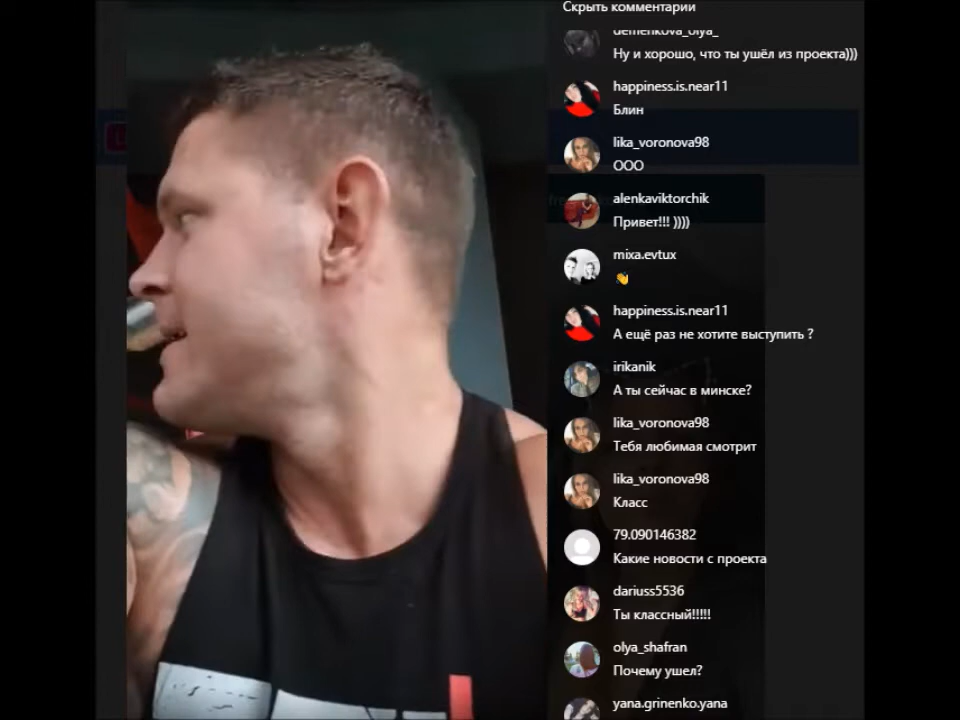 Скрыть комментарии
demenkova_olya_
Ну и хорошо, что ты ушёл из проекта)))
happiness.is.near11
Блин
lika_voronova98
ООО
alenkaviktorchik
Привет!!! ))))
mixa.evtux
👏
happiness.is.near11
А ещё раз не хотите выступить ?
irikanik
А ты сейчас в минске?
lika_voronova98
Тебя любимая смотрит
lika_voronova98
Класс
79.090146382
Какие новости с проекта
dariuss5536
Ты классный!!!!!
olya_shafran
Почему ушел?
yana.grinenko.yana